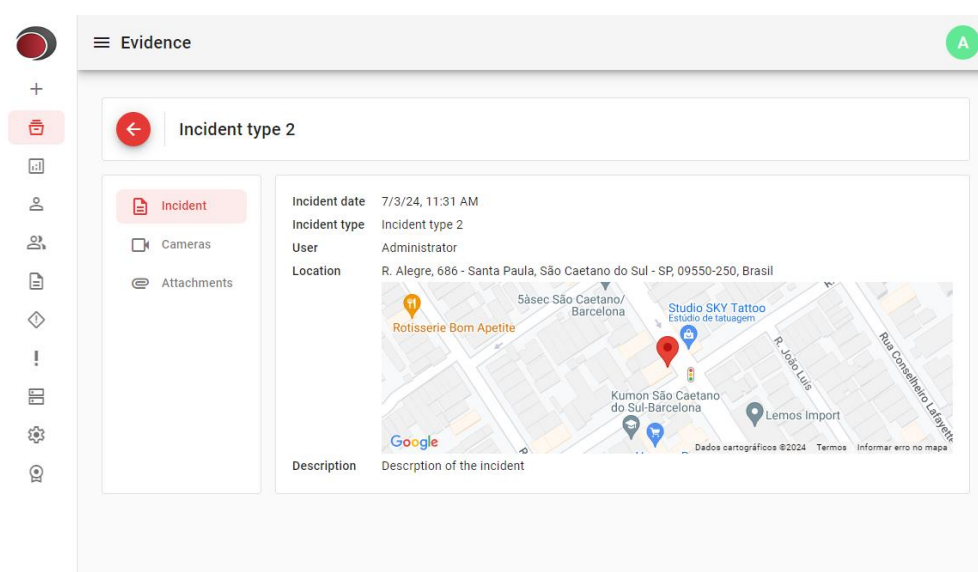 Evidence
A
Incident type 2
Incident
Cameras
Attachments
Incident date 7/3/24, 11:31 AM
Incident type Incident type 2
User Administrator
Location R. Alegre, 686 - Santa Paula, São Caetano do Sul - SP, 09550-250, Brasil
5àsec São Caetano/
Barcelona
Studio SKY Tattoo
Estúdio de tatuagem
Rotisserie Bom Apetite
R. João Luis
Rua Conselheiro Lafayette
Kumon São Caetano
do Sul-Barcelona
Lemos Import
Google
Dados cartográficos ©2024 Termos Informar erro no mapa
Description Descrption of the incident